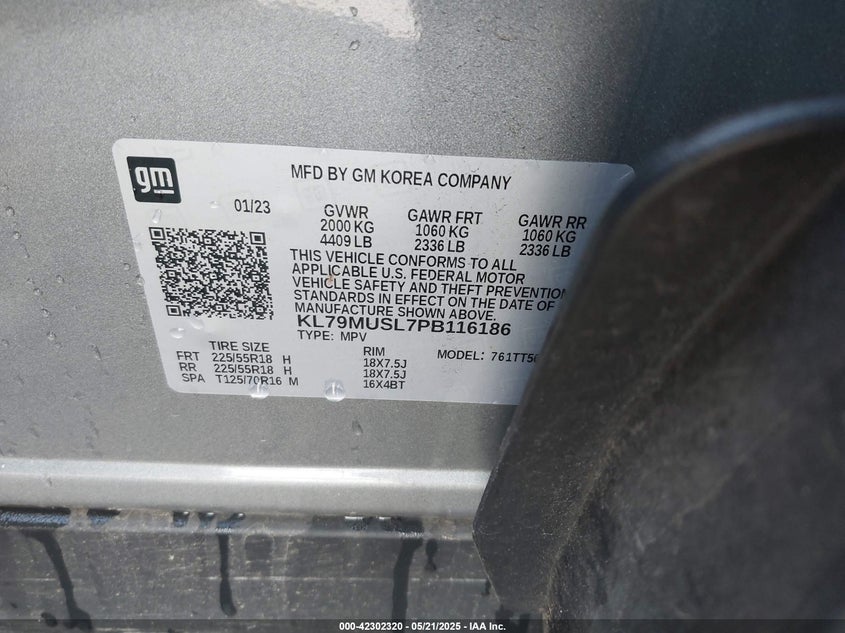 gm
MFD BY GM KOREA COMPANY
01/23
GVWR GAWR FRT GAWR RR
2000 KG 1060 KG 1060 KG
4409 LB 2336 LB 2336 LB
THIS VEHICLE CONFORMS TO ALL
APPLICABLE U.S. FEDERAL MOTOR
VEHICLE SAFETY AND THEFT PREVENTION
STANDARDS IN EFFECT ON THE DATE OF
MANUFACTURE SHOWN ABOVE.
KL79MUSL7PB116186
TYPE: MPV
TIRE SIZE RIM MODEL:
FRT 225/55R18 H 18X7.5J
RR 225/55R18 H 18X7.5J
SPA T125/70R16 M 16X4BT
000-42302320 - 05/21/2025 - IAA Inc.